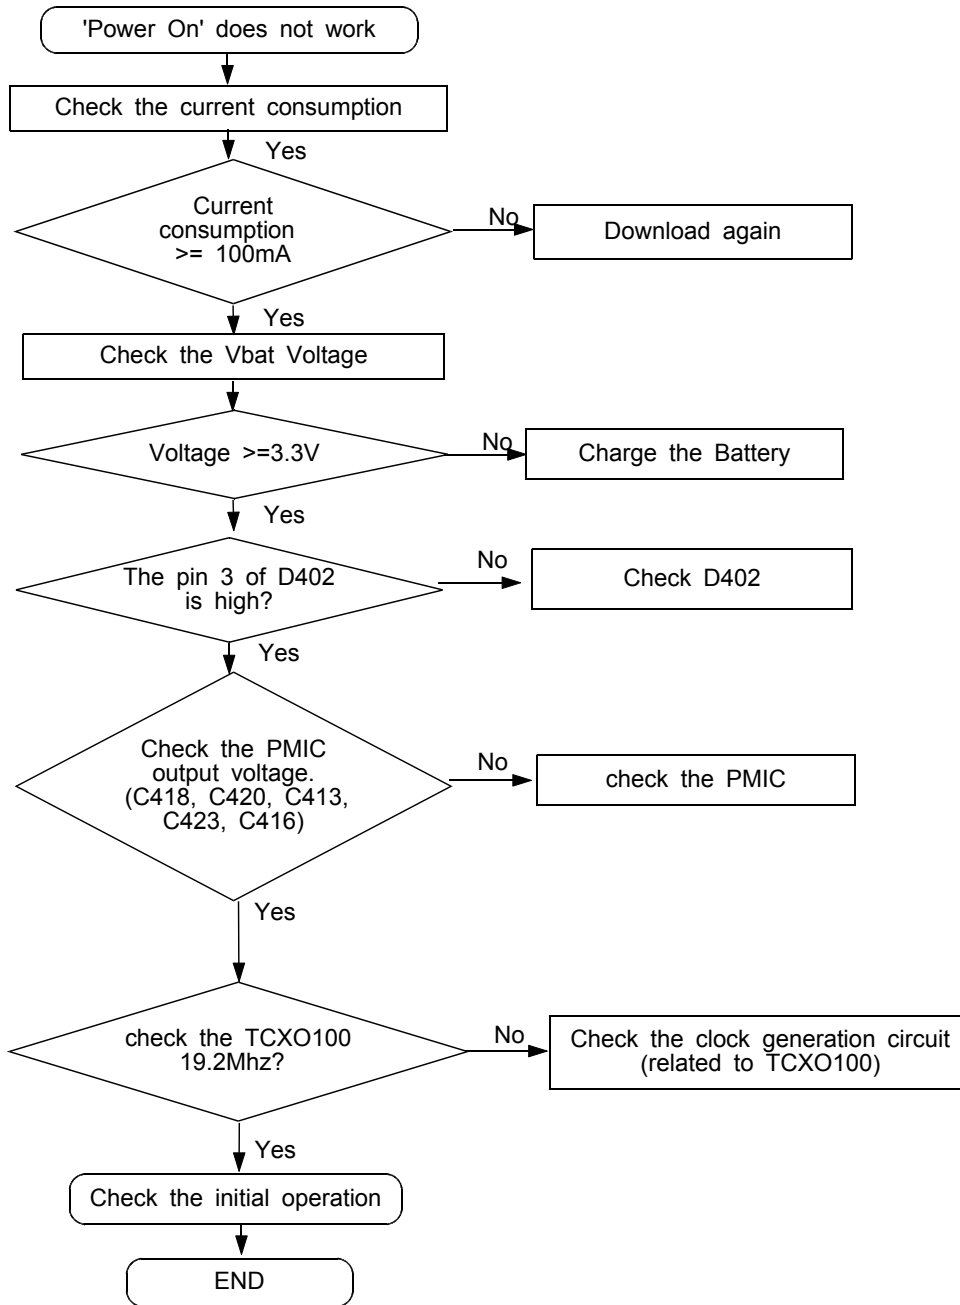 'Power On' does not work
Check the current consumption
Yes
Current
consumption
>= 100mA
No
Download again
Yes
Check the Vbat Voltage
Voltage >=3.3V
No
Charge the Battery
Yes
The pin 3 of D402
is high?
No
Check D402
Yes
Check the PMIC
output voltage.
(C418, C420, C413,
C423, C416)
No
check the PMIC
Yes
check the TCXO100
19.2Mhz?
No
Check the clock generation circuit
(related to TCXO100)
Yes
Check the initial operation
END